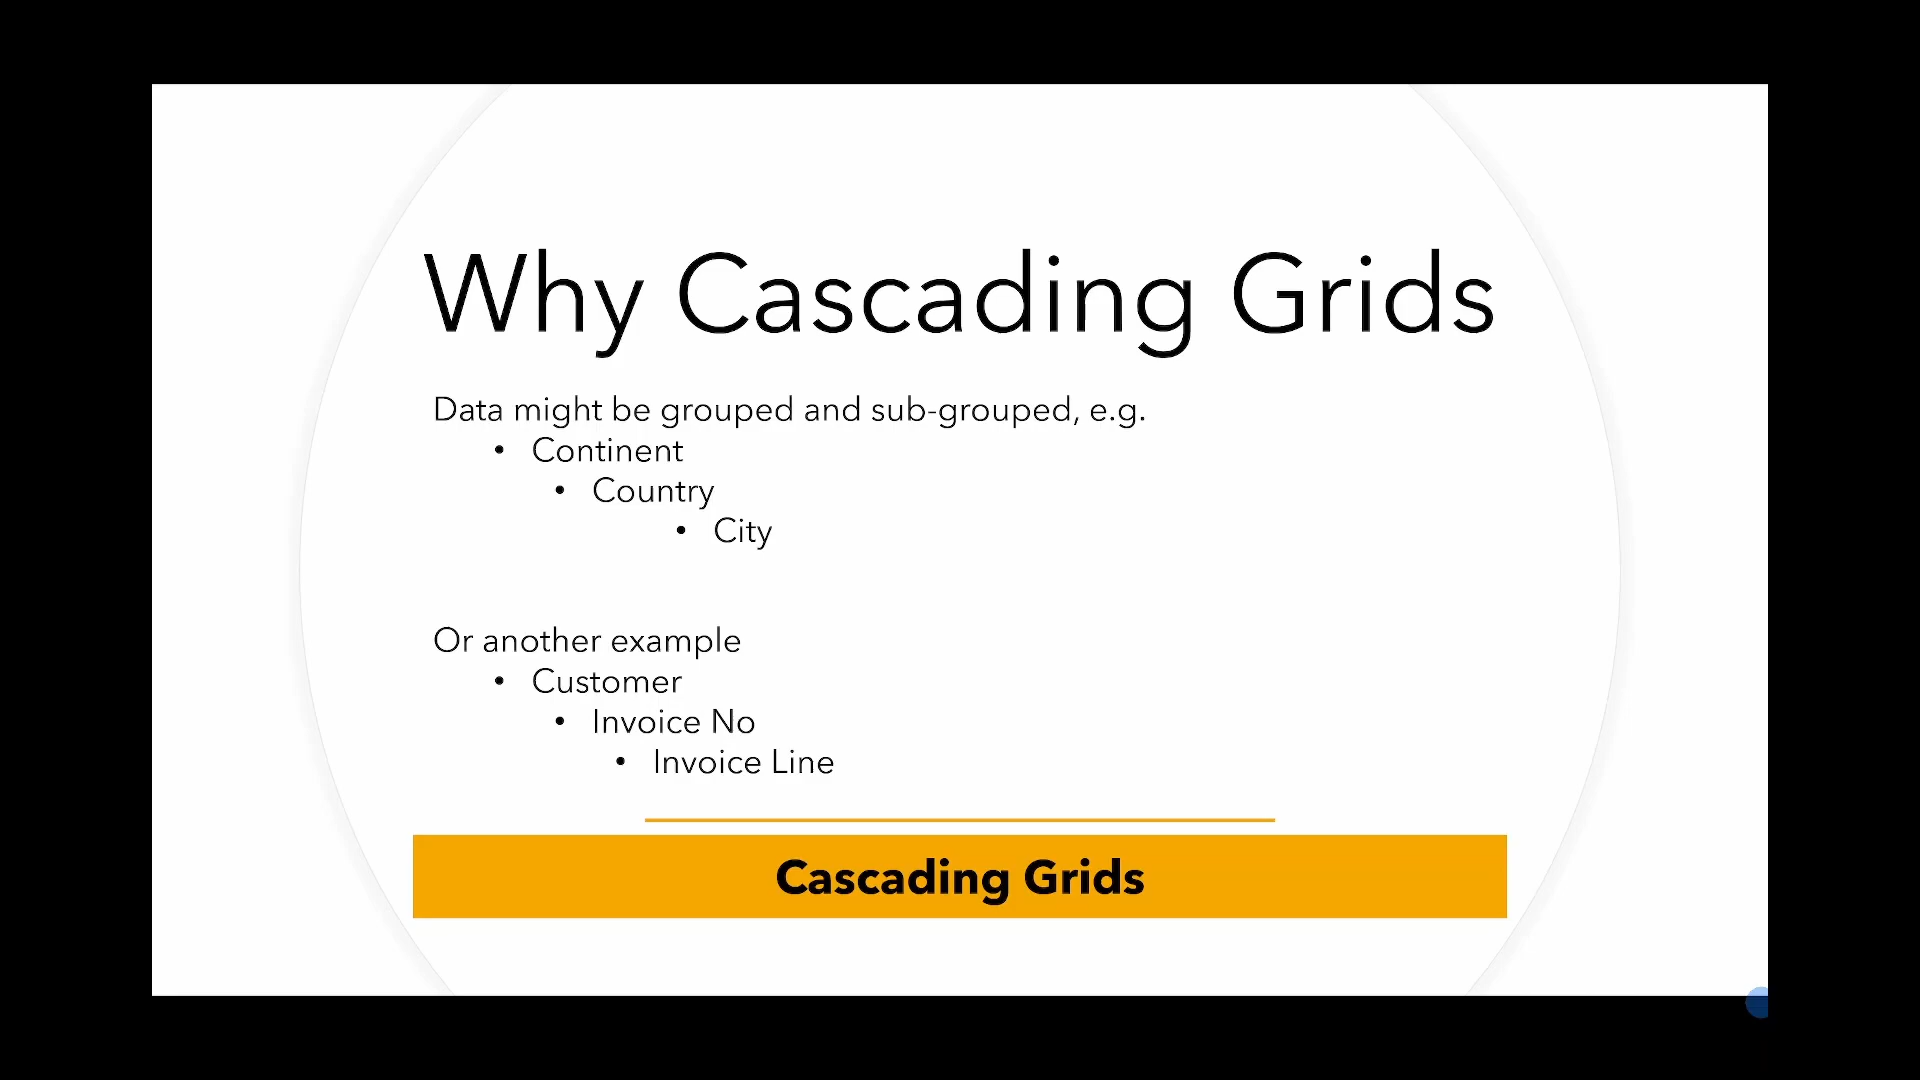 Why Cascading Grids
Data might be grouped and sub-grouped, e.g.
• Continent
• Country
• City
Or another example
• Customer
• Invoice No
• Invoice Line
Cascading Grids